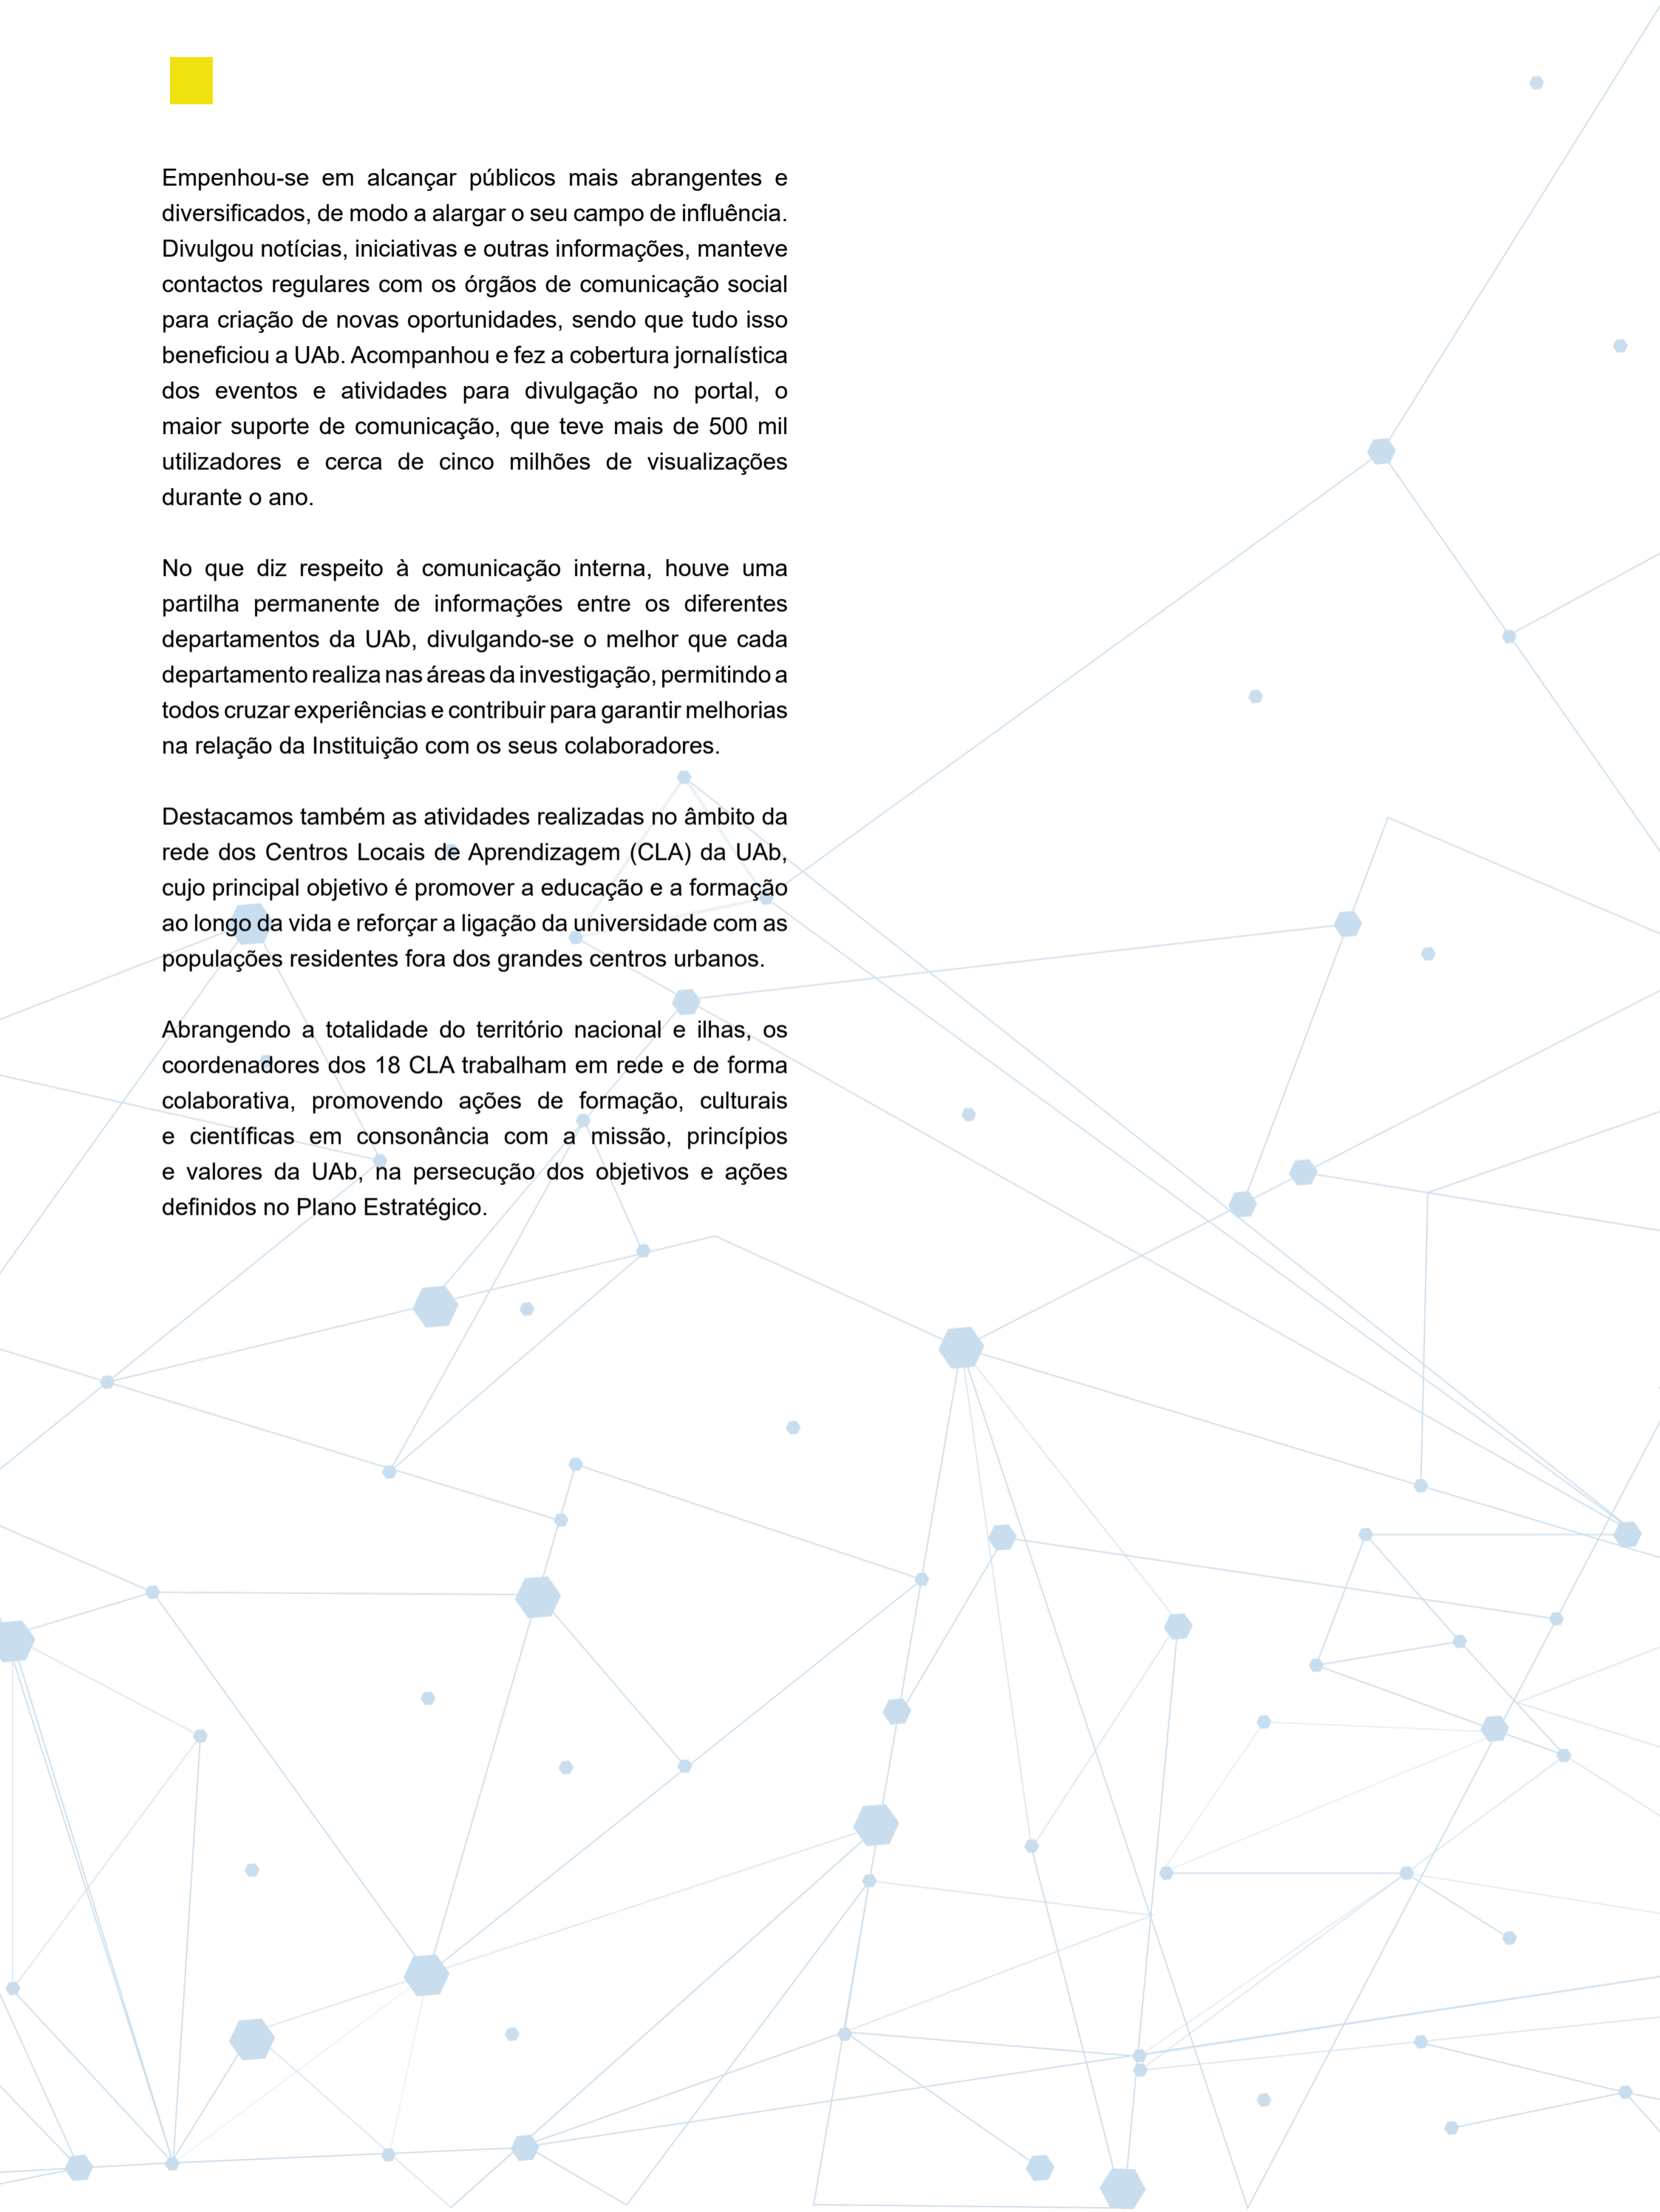 Empenhou-se em alcançar públicos mais abrangentes e
diversificados, de modo a alargar o seu campo de influência.
Divulgou notícias, iniciativas e outras informações, manteve
contactos regulares com os órgãos de comunicação social
para criação de novas oportunidades, sendo que tudo isso
beneficiou a UAb. Acompanhou e fez a cobertura jornalística
dos eventos e atividades para divulgação no portal, o
maior suporte de comunicação, que teve mais de 500 mil
utilizadores e cerca de cinco milhões de visualizações
durante o ano.
No que diz respeito à comunicação interna, houve uma
partilha permanente de informações entre os diferentes
departamentos da UAb, divulgando-se o melhor que cada
departamento realiza nas áreas da investigação, permitindo a
todos cruzar experiências e contribuir para garantir melhorias
na relação da Instituição com os seus colaboradores.
Destacamos também as atividades realizadas no âmbito da
rede dos Centros Locais de Aprendizagem (CLA) da UAb,
cujo principal objetivo é promover a educação e a formação
ao longo da vida e reforçar a ligação da universidade com as
populações residentes fora dos grandes centros urbanos.
Abrangendo a totalidade do território nacional e ilhas, os
coordenadores dos 18 CLA trabalham em rede e de forma
colaborativa, promovendo ações de formação, culturais
e científicas em consonância com a missão, princípios
e valores da UAb, na persecução dos objetivos e ações
definidos no Plano Estratégico.